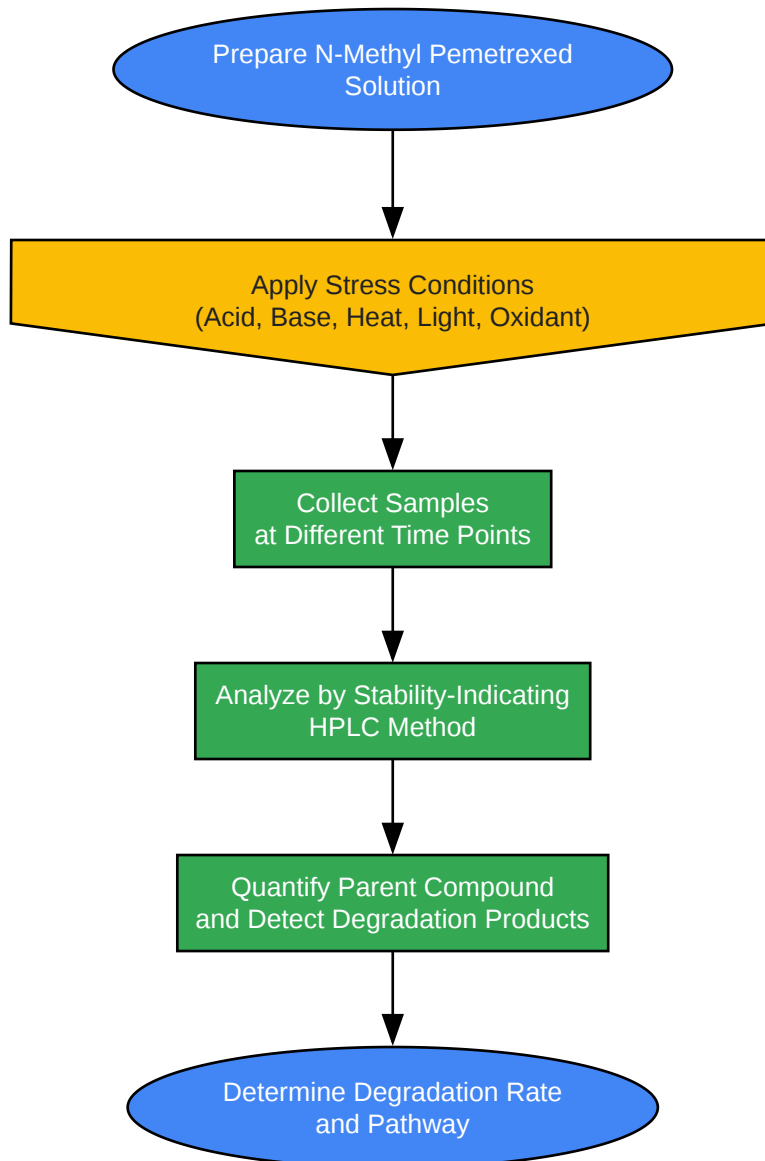 Prepare N-Methyl Pemetrexed
Solution
Apply Stress Conditions
(Acid, Base, Heat, Light, Oxidant)
Collect Samples
at Different Time Points
Analyze by Stability-Indicating
HPLC Method
Quantify Parent Compound
and Detect Degradation Products
Determine Degradation Rate
and Pathway